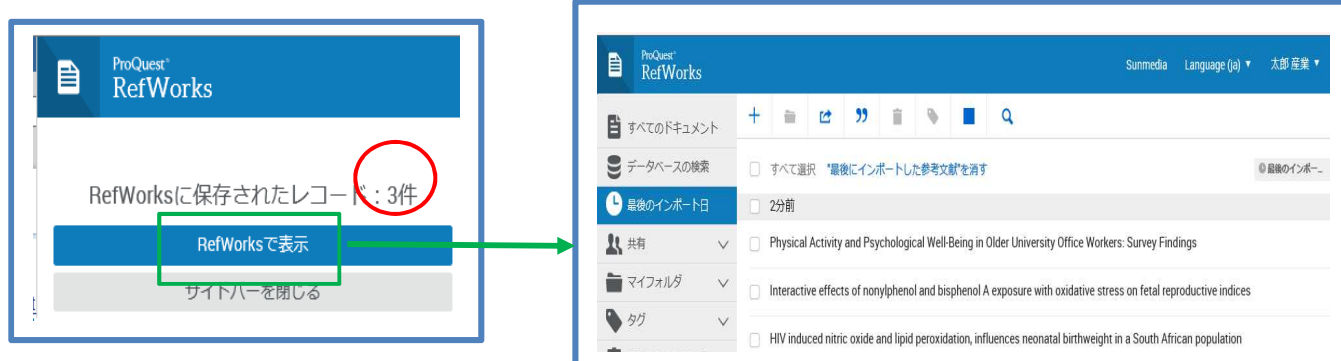 ProQuest®
RefWorks
RefWorksに保存されたレコード：3件
RefWorksで表示
サイドバーを閉じる
ProQuest®
RefWorks
Sunmedia Language (ja) ▼ 太郎 産業 ▼
すべてのドキュメント
データベースの検索
最後のインポート日
共有
マイフォルダ
タグ
すべて選択 "最後にインポートした参考文献"を消す
最後のインポー...
2分前
Physical Activity and Psychological Well-Being in Older University Office Workers: Survey Findings
Interactive effects of nonylphenol and bisphenol A exposure with oxidative stress on fetal reproductive indices
HIV induced nitric oxide and lipid peroxidation, influences neonatal birthweight in a South African population